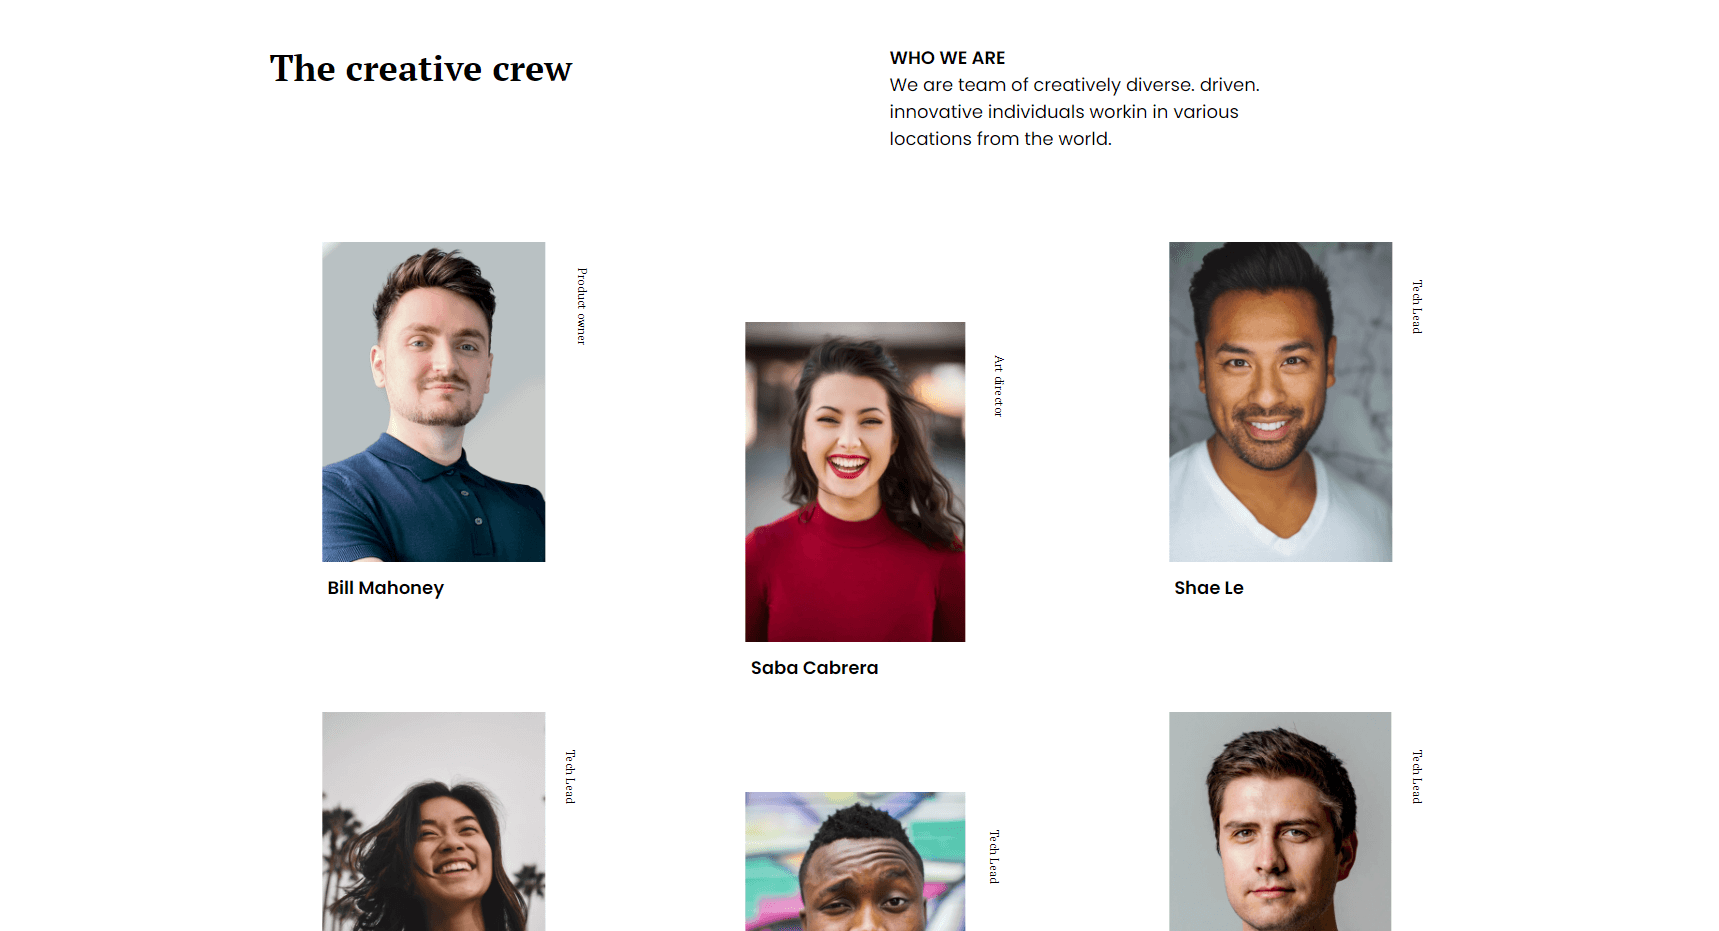 The creative crew
WHO WE ARE
We are team of creatively diverse. driven.
innovative individuals workin in various
locations from the world.
Product owner
Bill Mahoney
Art director
Saba Cabrera
Tech Lead
Shae Le
Tech Lead
Tech Lead
Tech Lead